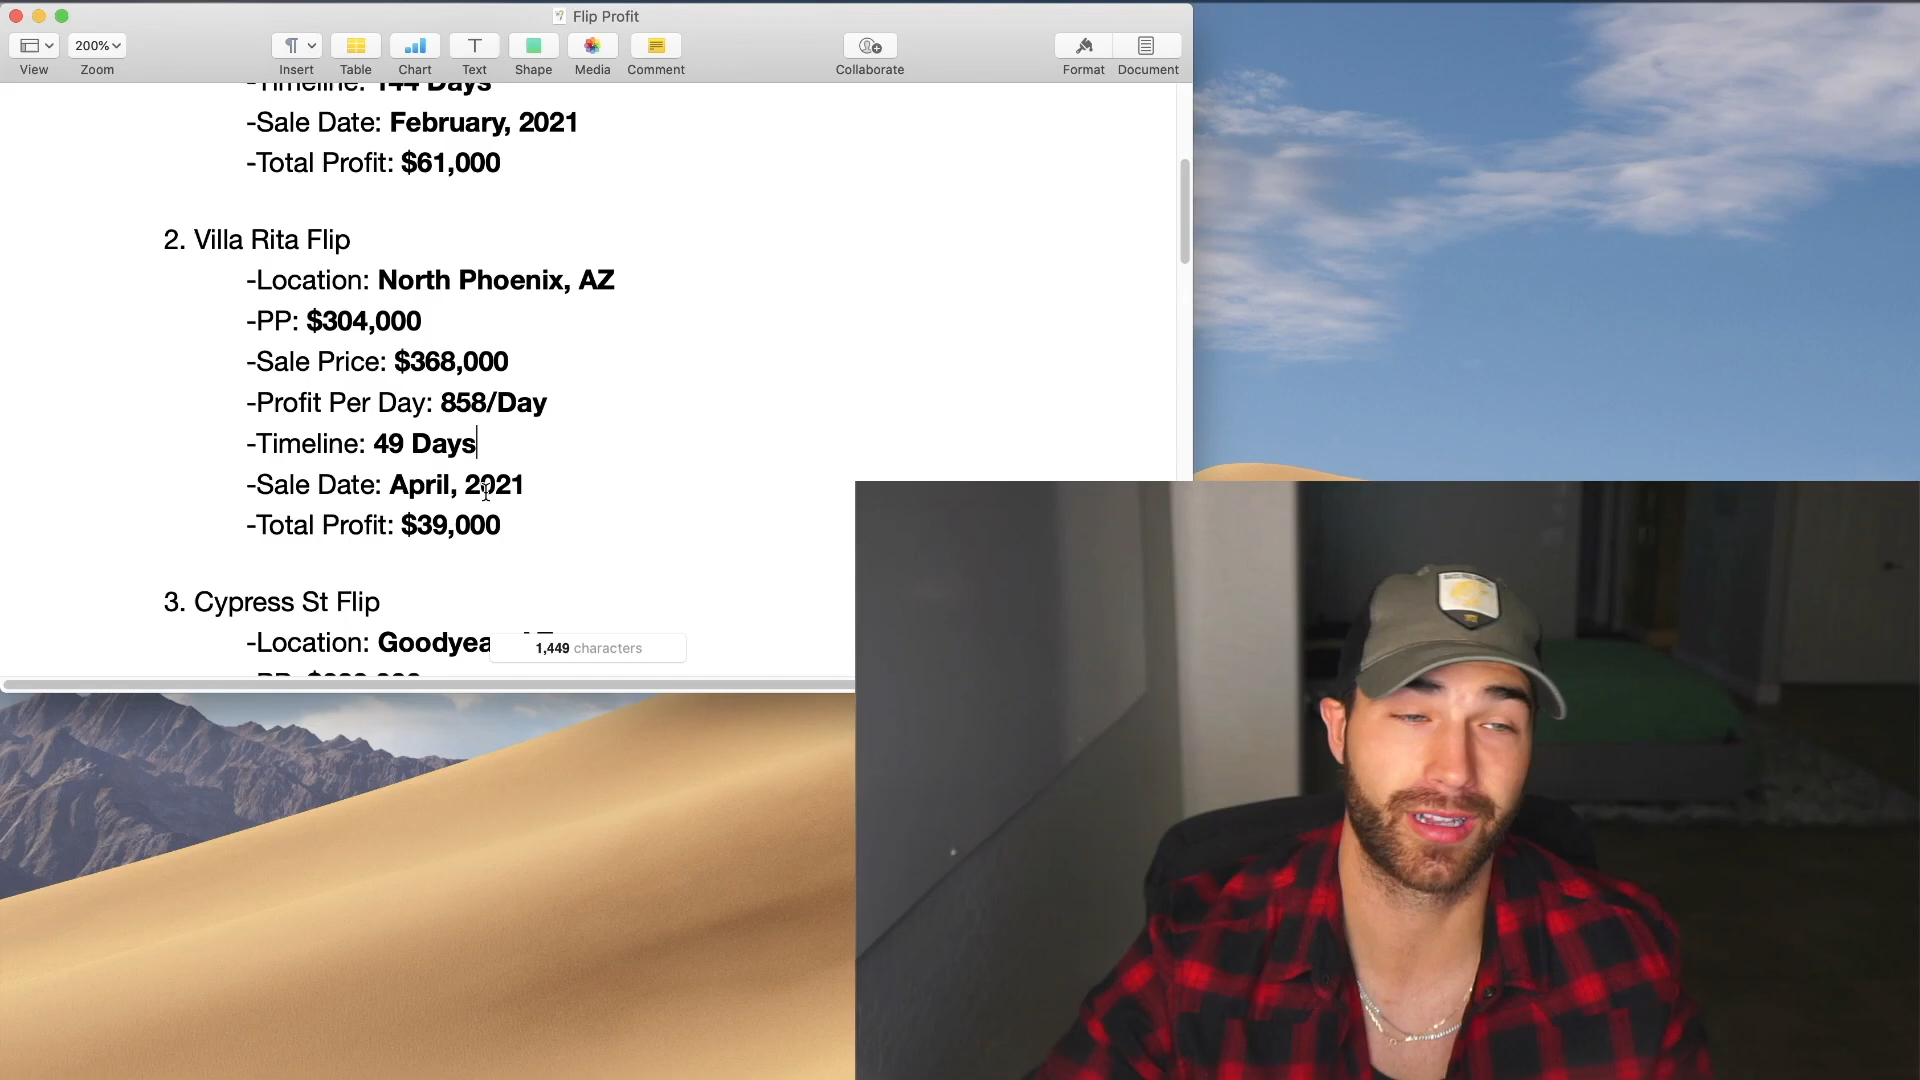 Flip Profit
200%
View
Zoom
Insert
Table
Chart
Text
Shape
Media
Comment
Collaborate
Format
Document
-Timeline: 144 Days
-Sale Date: February, 2021
-Total Profit: $61,000
2. Villa Rita Flip
-Location: North Phoenix, AZ
-PP: $304,000
-Sale Price: $368,000
-Profit Per Day: 858/Day
-Timeline: 49 Days
-Sale Date: April, 2021
-Total Profit: $39,000
3. Cypress St Flip
-Location: Goodyea
1,449 characters